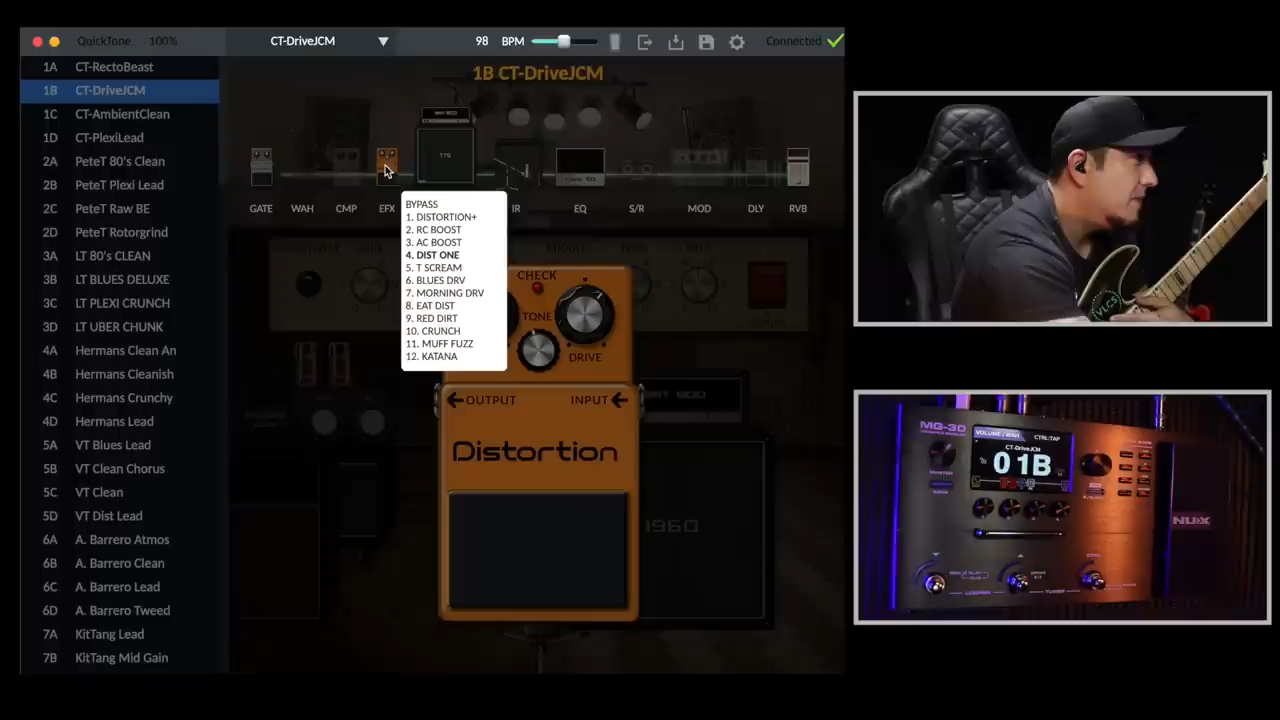 QuickTone 100% CT-DriveJCM 98 BPM Connected
1A CT-RectoBeast
1B CT-DriveJCM
1C CT-AmbientClean
1D CT-PlexiLead
2A PeteT 80's Clean
2B PeteT Plexi Lead
2C PeteT Raw BE
2D PeteT Rotorgrind
3A LT 80's CLEAN
3B LT BLUES DELUXE
3C LT PLEXI CRUNCH
3D LT UBER CHUNK
4A Hermans Clean An
4B Hermans Cleanish
4C Hermans Crunchy
4D Hermans Lead
5A VT Blues Lead
5B VT Clean Chorus
5C VT Clean
5D VT Dist Lead
6A A. Barrero Atmos
6B A. Barrero Clean
6C A. Barrero Lead
6D A. Barrero Tweed
7A KitTang Lead
7B KitTang Mid Gain
1B CT-DriveJCM
T75
GATE WAH CMP EFX IR EQ S/R MOD DLY RVB
BYPASS
1. DISTORTION+
2. RC BOOST
3. AC BOOST
4. DIST ONE
5. T SCREAM
6. BLUES DRV
7. MORNING DRV
8. EAT DIST
9. RED DIRT
10. CRUNCH
11. MUFF FUZZ
12. KATANA
CHECK
TONE
DRIVE
OUTPUT INPUT
Distortion
1960
VLCS
MG-30
VOLUME / WAH CTRL:TAP
CT-DriveJCM
01B
NUX